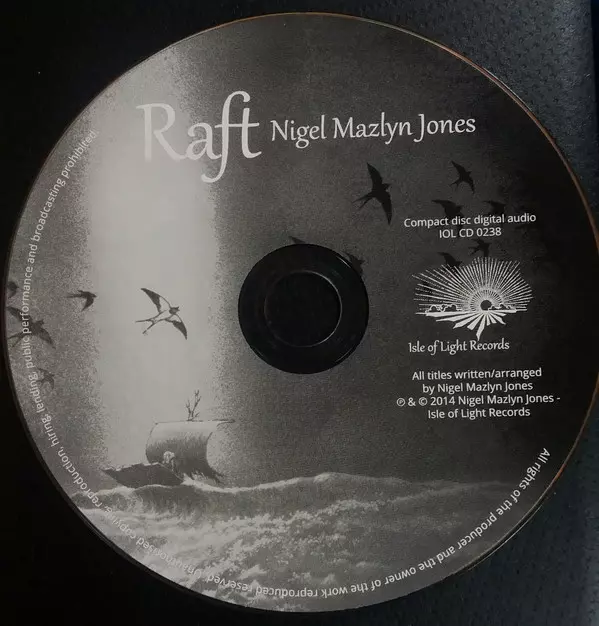 Raft Nigel Mazlyn Jones
Compact disc digital audio
IOL CD 0238
Isle of Light Records
All titles written/arranged
by Nigel Mazlyn Jones
℗ & © 2014 Nigel Mazlyn Jones -
Isle of Light Records
All rights of the producer and the owner of the work reproduced reserved. Unauthorised copying, reproduction, hiring lending, public performance and broadcasting prohibited.